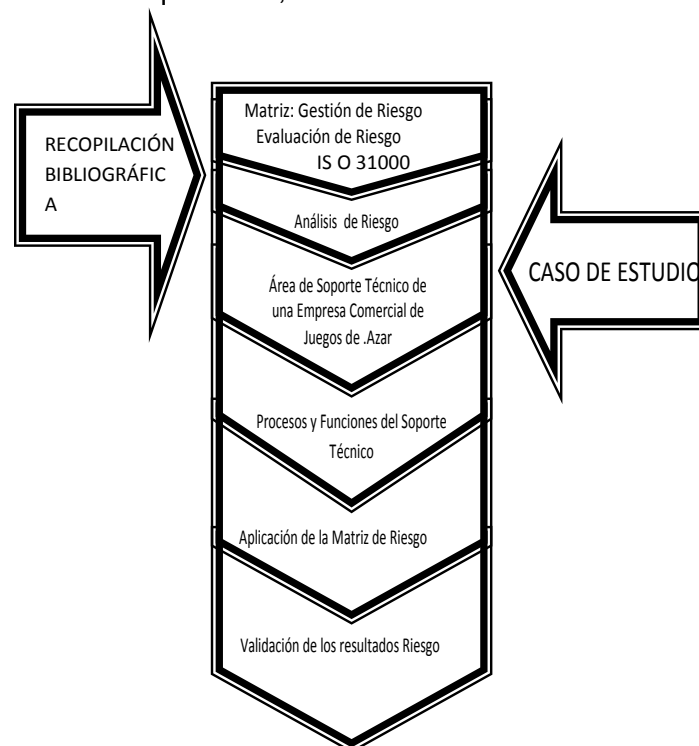 RECOPILACIÓN
BIBLIOGRÁFIC
A
Matriz: Gestión de Riesgo
Evaluación de Riesgo
IS O 31000
Análisis de Riesgo
CASO DE ESTUDIO
Área de Soporte Técnico de
una Empresa Comercial de
Juegos de .Azar
Procesos y Funciones del Soporte
Técnico
Aplicación de la Matriz de Riesgo
Validación de los resultados Riesgo